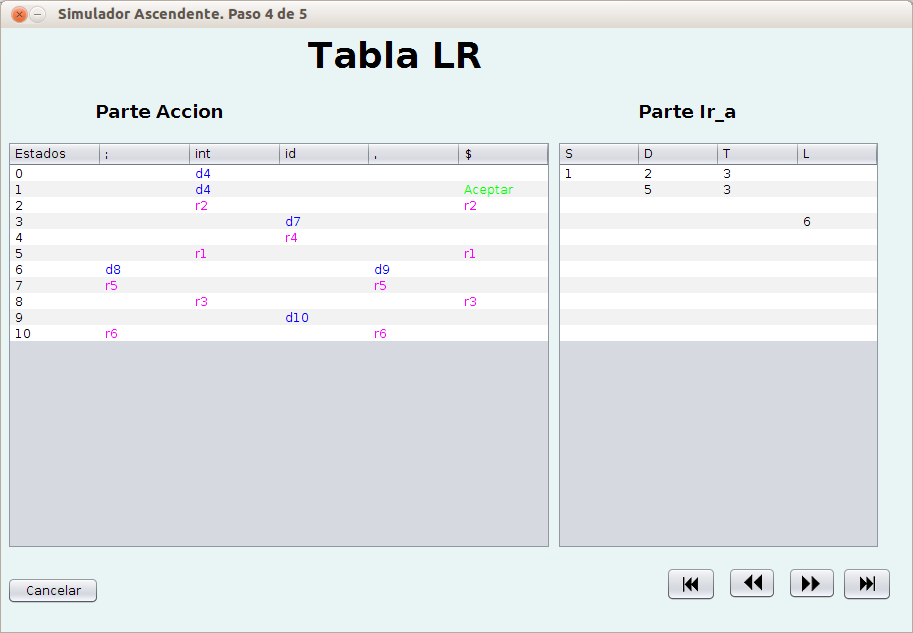 Simulador Ascendente. Paso 4 de 5
Tabla LR
Parte Accion
Parte Ir_a
Estados ; int id , $
S D T L
0 d4
1 2 3
1 d4 Aceptar
5 3
2 r2 r2
3 d7
6
4 r4
5 r1 r1
6 d8 d9
7 r5 r5
8 r3 r3
9 d10
10 r6 r6
Cancelar